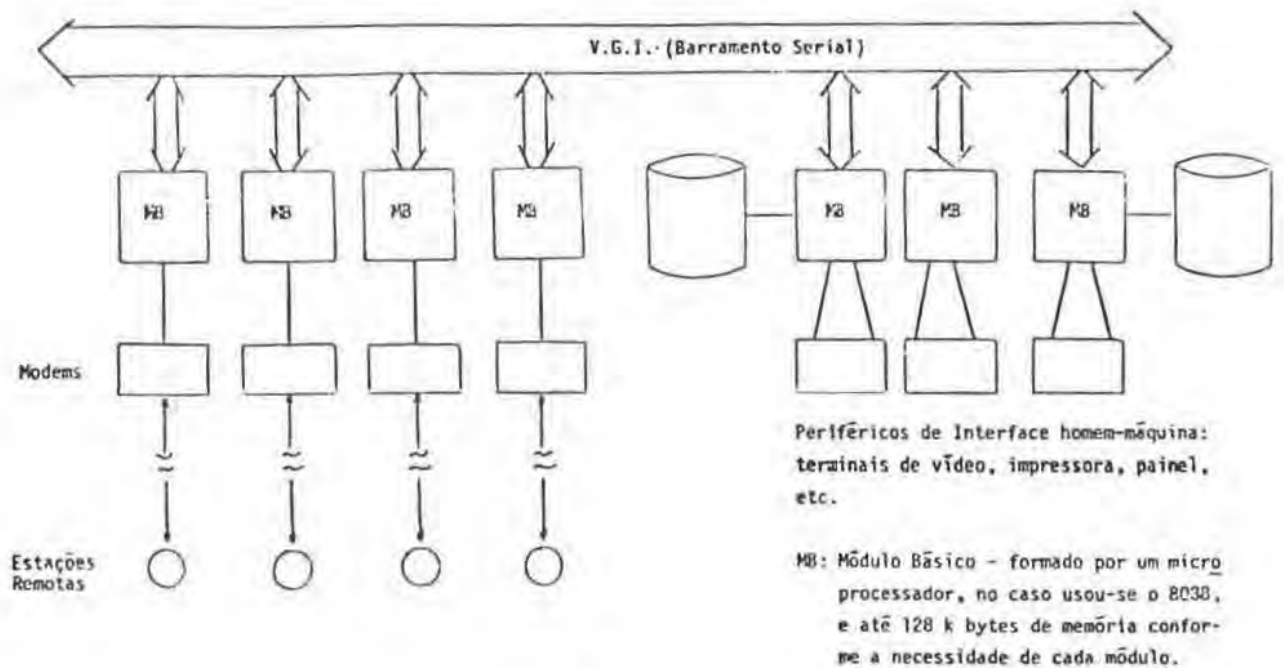 V.G.I. (Barramento Serial)
MB MB MB MB MB MB MB
Modems
Periféricos de Interface homem-máquina:
terminais de vídeo, impressora, painel,
etc.
Estações
Remotas
MB: Módulo Básico - formado por um micro
processador, no caso usou-se o 8038,
e até 128 k bytes de memória confor-
me a necessidade de cada módulo.